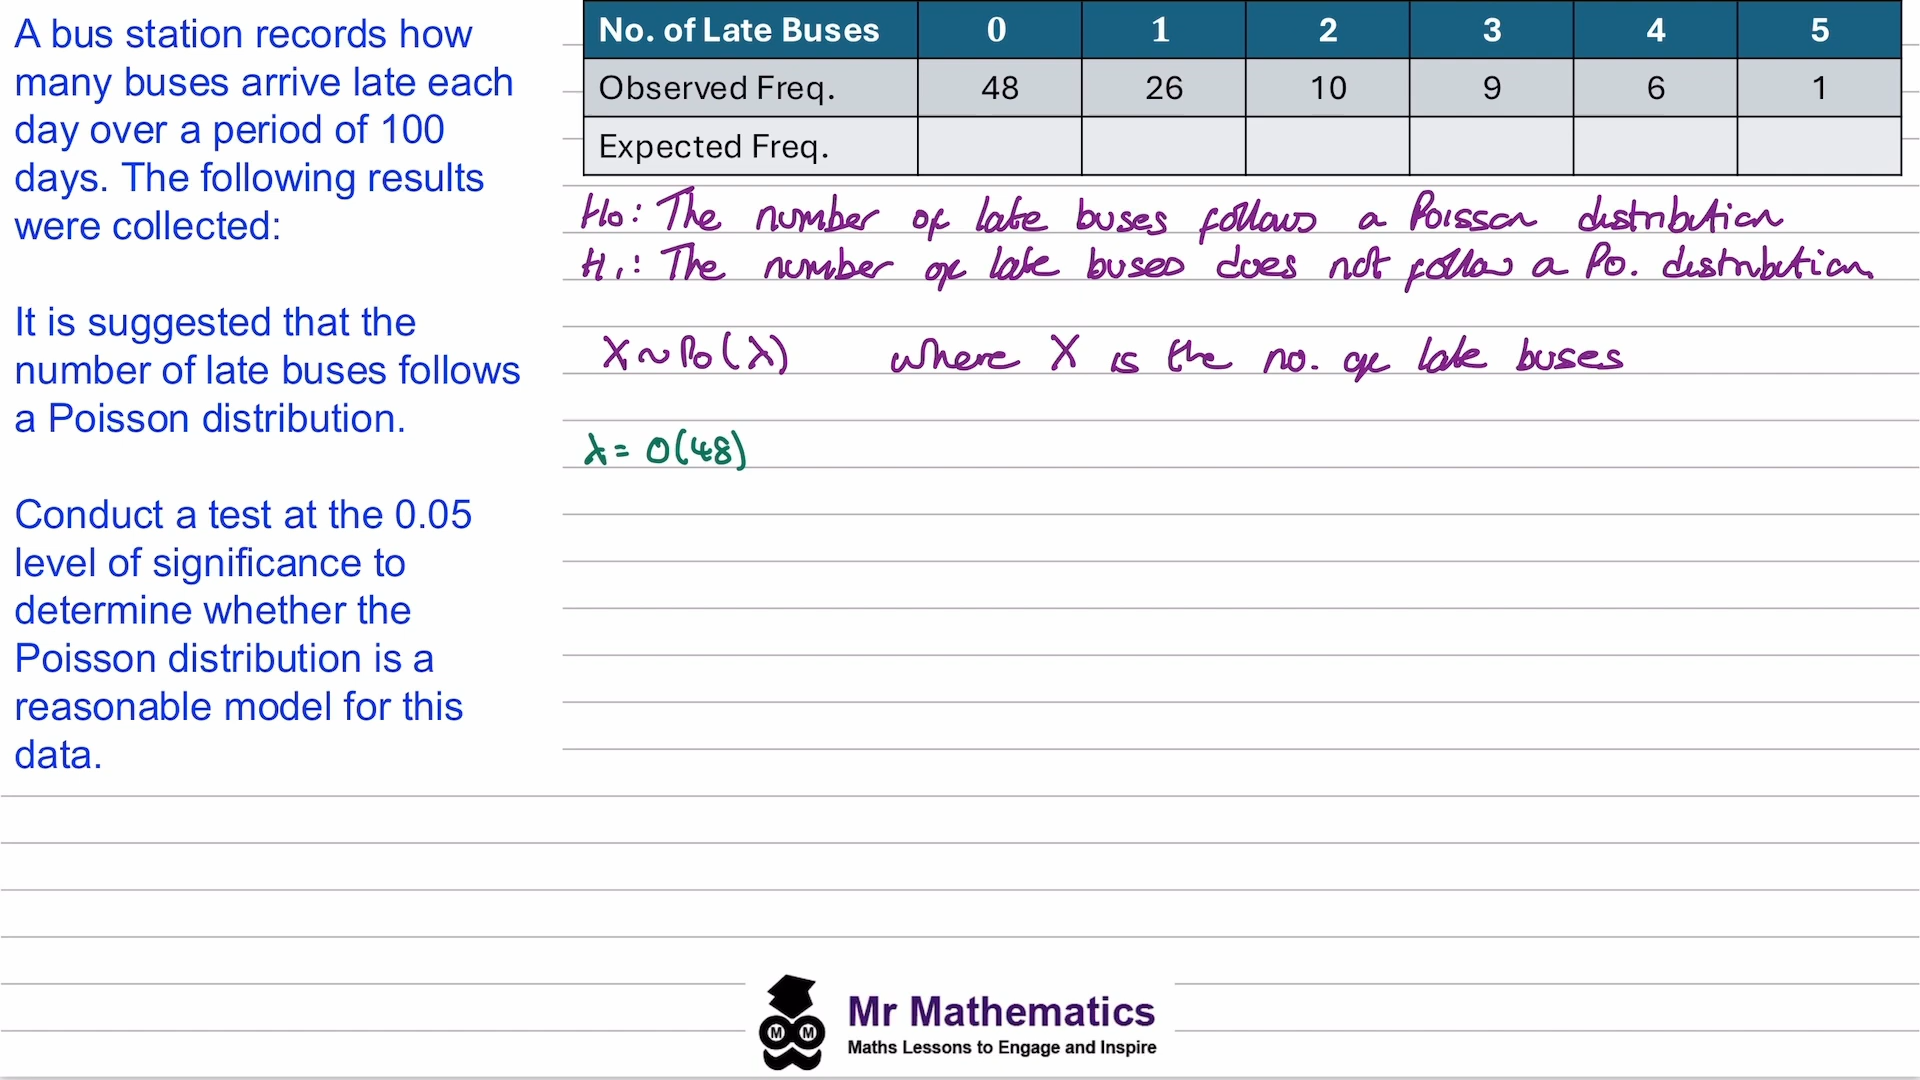 A bus station records how
many buses arrive late each
day over a period of 100
days. The following results
were collected:
It is suggested that the
number of late buses follows
a Poisson distribution.
Conduct a test at the 0.05
level of significance to
determine whether the
Poisson distribution is a
reasonable model for this
data.
No. of Late Buses 0 1 2 3 4 5
Observed Freq. 48 26 10 9 6 1
Expected Freq.
H₀: The number of late buses follows a Poisson distribution
H₁: The number of late buses does not follow a Po. distribution
X ~ Po(λ) where X is the no. of late buses
λ = 0(48)
M M
Mr Mathematics
Maths Lessons to Engage and Inspire